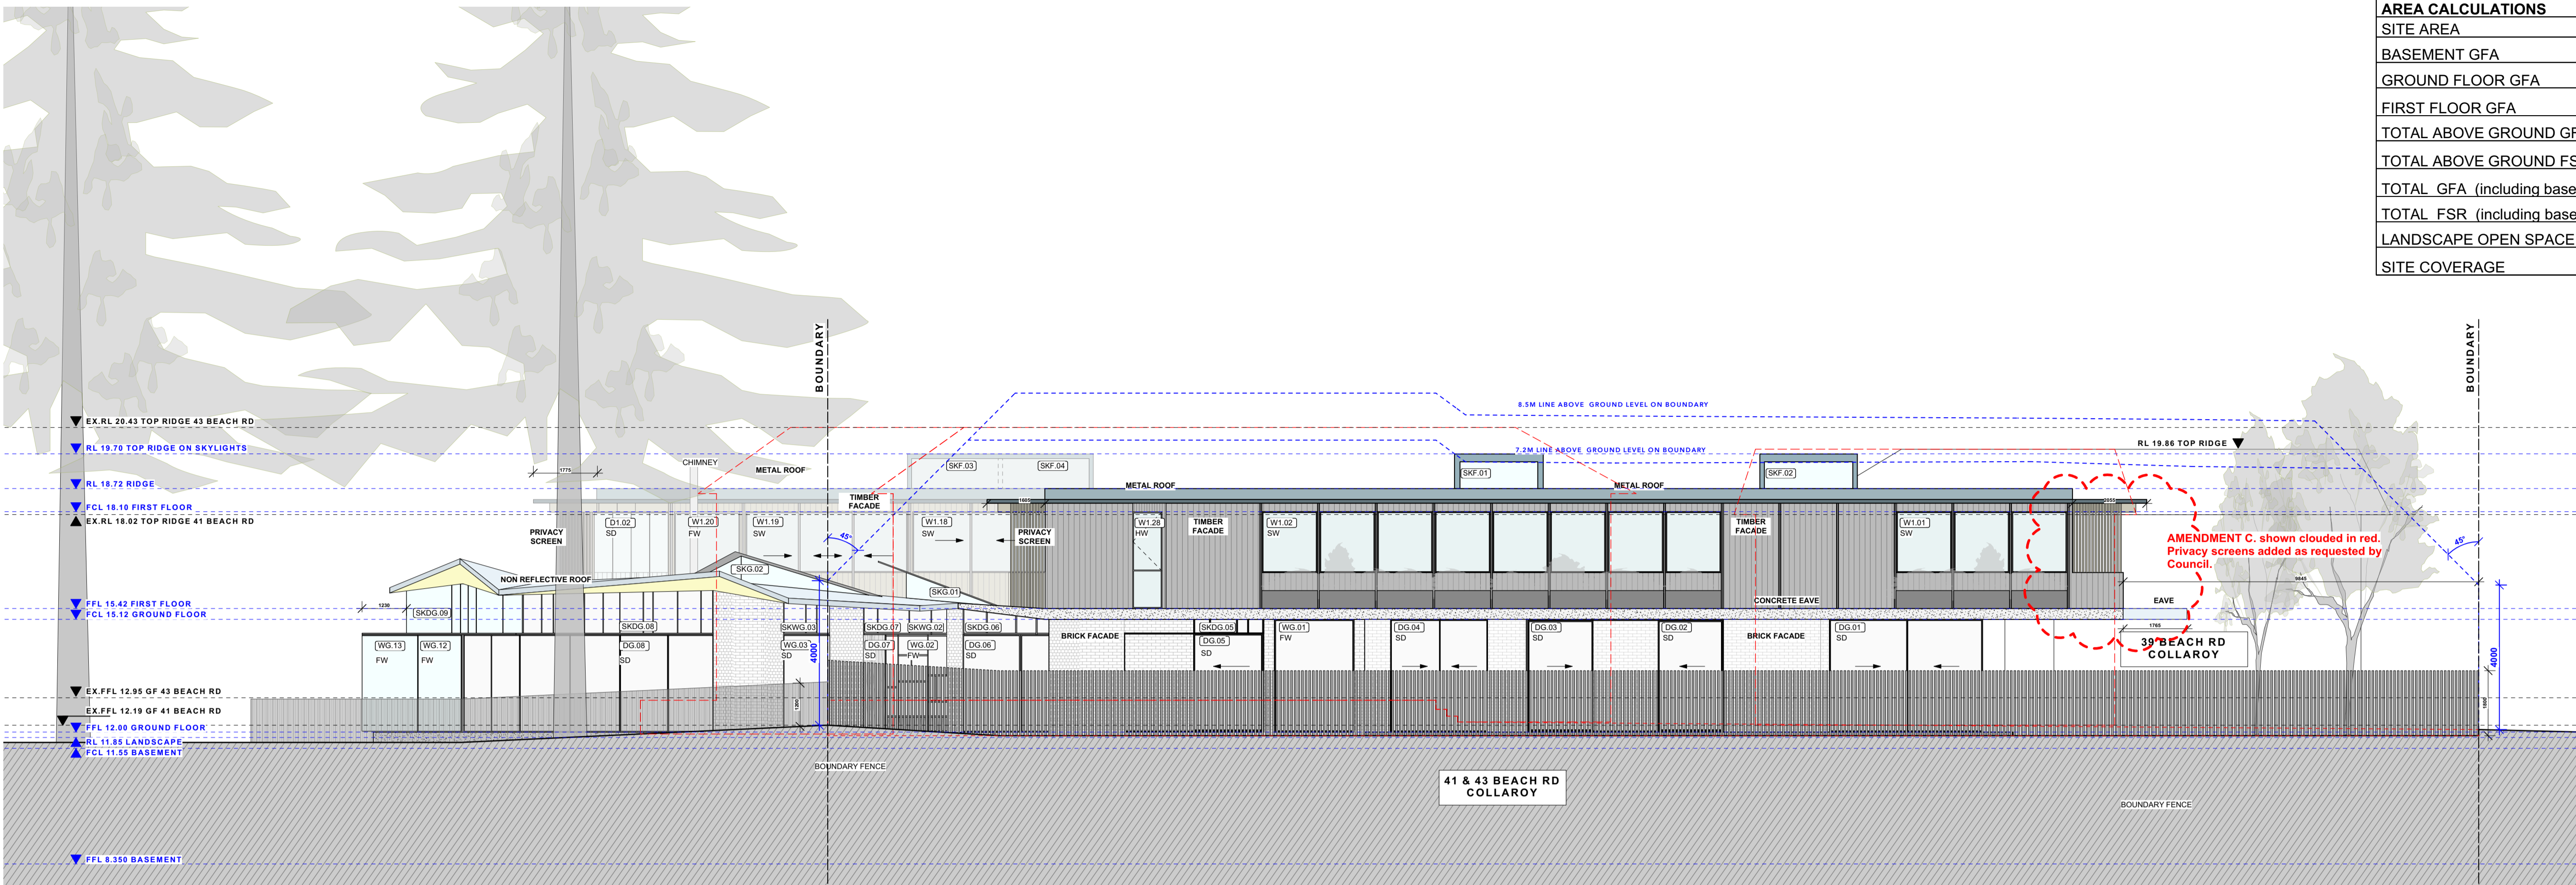 AREA CALCULATIONS
SITE AREA
BASEMENT GFA
GROUND FLOOR GFA
FIRST FLOOR GFA
TOTAL ABOVE GROUND GF
TOTAL ABOVE GROUND FS
TOTAL GFA (including base
TOTAL FSR (including base
LANDSCAPE OPEN SPACE
SITE COVERAGE
BOUNDARY
BOUNDARY
8.5M LINE ABOVE GROUND LEVEL ON BOUNDARY
7.2M LINE ABOVE GROUND LEVEL ON BOUNDARY
EX.RL 20.43 TOP RIDGE 43 BEACH RD
RL 19.70 TOP RIDGE ON SKYLIGHTS
RL 18.72 RIDGE
FCL 18.10 FIRST FLOOR
EX.RL 18.02 TOP RIDGE 41 BEACH RD
FFL 15.42 FIRST FLOOR
FCL 15.12 GROUND FLOOR
EX.FFL 12.95 GF 43 BEACH RD
EX.FFL 12.19 GF 41 BEACH RD
FFL 12.00 GROUND FLOOR
RL 11.85 LANDSCAPE
FCL 11.55 BASEMENT
FFL 8.350 BASEMENT
RL 19.86 TOP RIDGE
1775
CHIMNEY
METAL ROOF
SKF.03
SKF.04
SKF.01
SKF.02
METAL ROOF
METAL ROOF
TIMBER
FACADE
1805
2055
PRIVACY
SCREEN
D1.02
SD
W1.20
FW
W1.19
SW
W1.18
SW
PRIVACY
SCREEN
W1.28
HW
TIMBER
FACADE
W1.02
SW
TIMBER
FACADE
W1.01
SW
45°
45°
AMENDMENT C. shown clouded in red.
Privacy screens added as requested by
Council.
9845
NON REFLECTIVE ROOF
SKG.02
SKG.01
CONCRETE EAVE
EAVE
1230
1765
SKDG.09
SKDG.08
SKWG.03
SKDG.07
SKWG.02
SKDG.06
SKDG.05
BRICK FACADE
BRICK FACADE
WG.13
FW
WG.12
FW
DG.08
SD
WG.03
SD
DG.07
SD
WG.02
FW
DG.06
SD
DG.05
SD
WG.01
FW
DG.04
SD
DG.03
SD
DG.02
SD
DG.01
SD
39 BEACH RD
COLLAROY
4000
4000
1200
1800
BOUNDARY FENCE
41 & 43 BEACH RD
COLLAROY
BOUNDARY FENCE